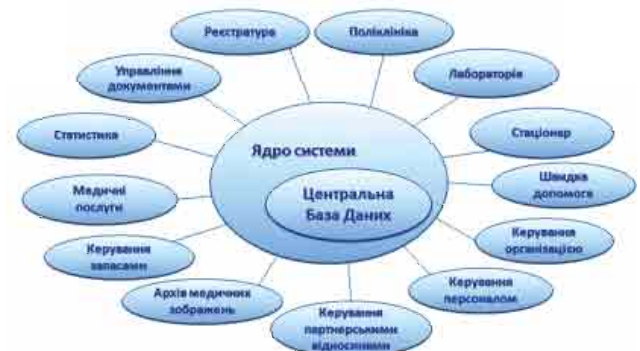 Реєстратура
Поліклініка
Управління
документами
Лабораторія
Статистика
Стаціонар
Ядро системи
Швидка
допомога
Медичні
послуги
Центральна
База Даних
Керування
організацією
Керування
запасами
Керування
персоналом
Архів медичних
зображень
Керування
партнерськими
відносинами